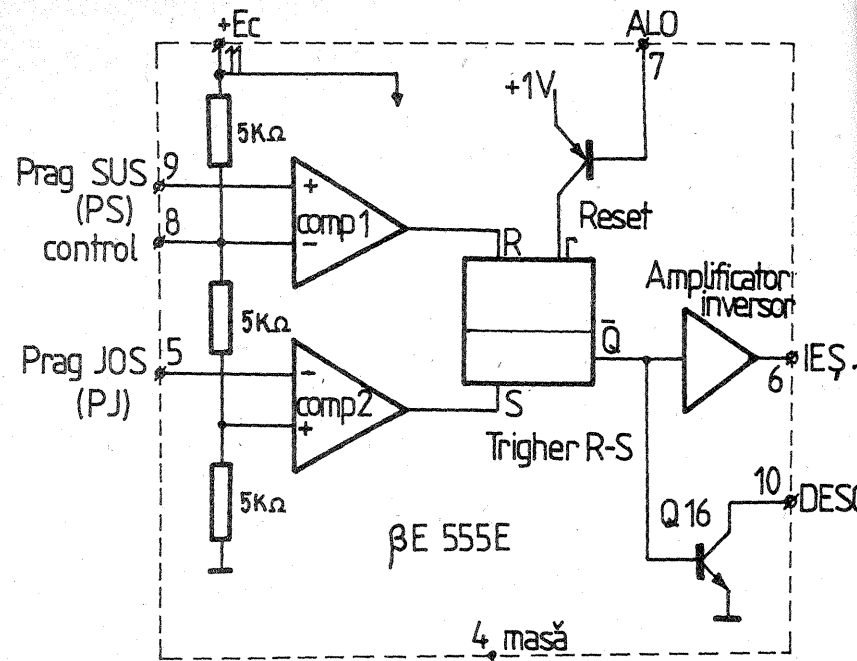 +Ec
11
ALO
7
+1V
5KΩ
Prag SUS
(PS)
9
+
comp1
-
8
control
Reset
R
r
Amplificator
inversor
5KΩ
Q̄
Prag JOS
(PJ)
5
-
comp2
+
S
IEŞ.
6
Trigher R-S
5KΩ
10
DESC
Q16
βE 555E
4 masă